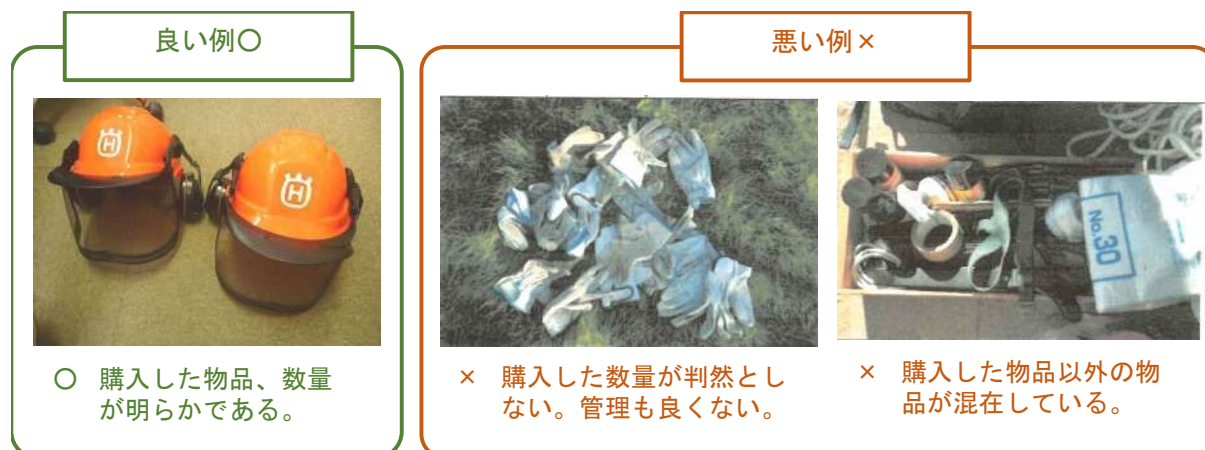 良い例〇
悪い例×
H
H
No.30
〇 購入した物品、数量
が明らかである。
× 購入した数量が判然とし
ない。管理も良くない。
× 購入した物品以外の物
品が混在している。